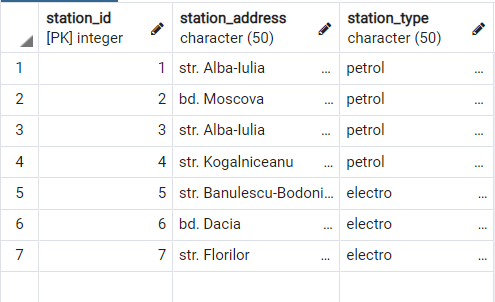 station_id station_address station_type
[PK] integer character (50) character (50)
1 1 str. Alba-Iulia ... petrol ...
2 2 bd. Moscova ... petrol ...
3 3 str. Alba-Iulia ... petrol ...
4 4 str. Kogalniceanu ... petrol ...
5 5 str. Banulescu-Bodoni... electro ...
6 6 bd. Dacia ... electro ...
7 7 str. Florilor ... electro ...